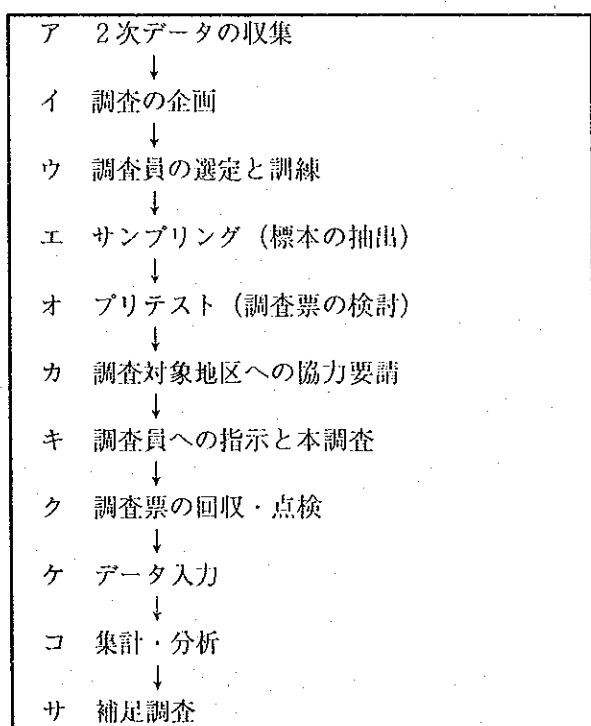 ア 2次データの収集
↓
イ 調査の企画
↓
ウ 調査員の選定と訓練
↓
エ サンプリング（標本の抽出）
↓
オ プリテスト（調査票の検討）
↓
カ 調査対象地区への協力要請
↓
キ 調査員への指示と本調査
↓
ク 調査票の回収・点検
↓
ケ データ入力
↓
コ 集計・分析
↓
サ 補足調査